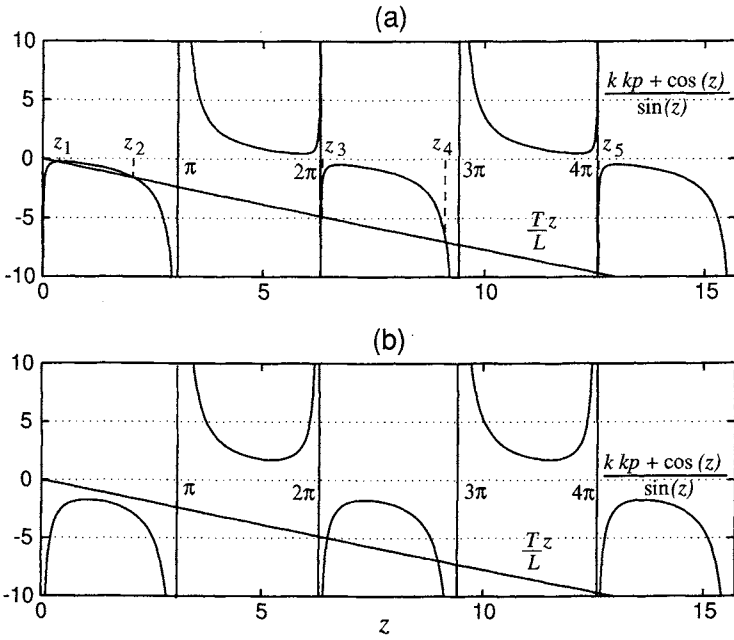 (a)
10
5
0
-5
-10
z1 z2 π 2π z3 z4 3π 4π z5
k kp + cos (z)
sin(z)
T z
L
0 5 10 15
(b)
10
5
0
-5
-10
π 2π 3π 4π
k kp + cos (z)
sin(z)
T z
L
0 5 10 15
z